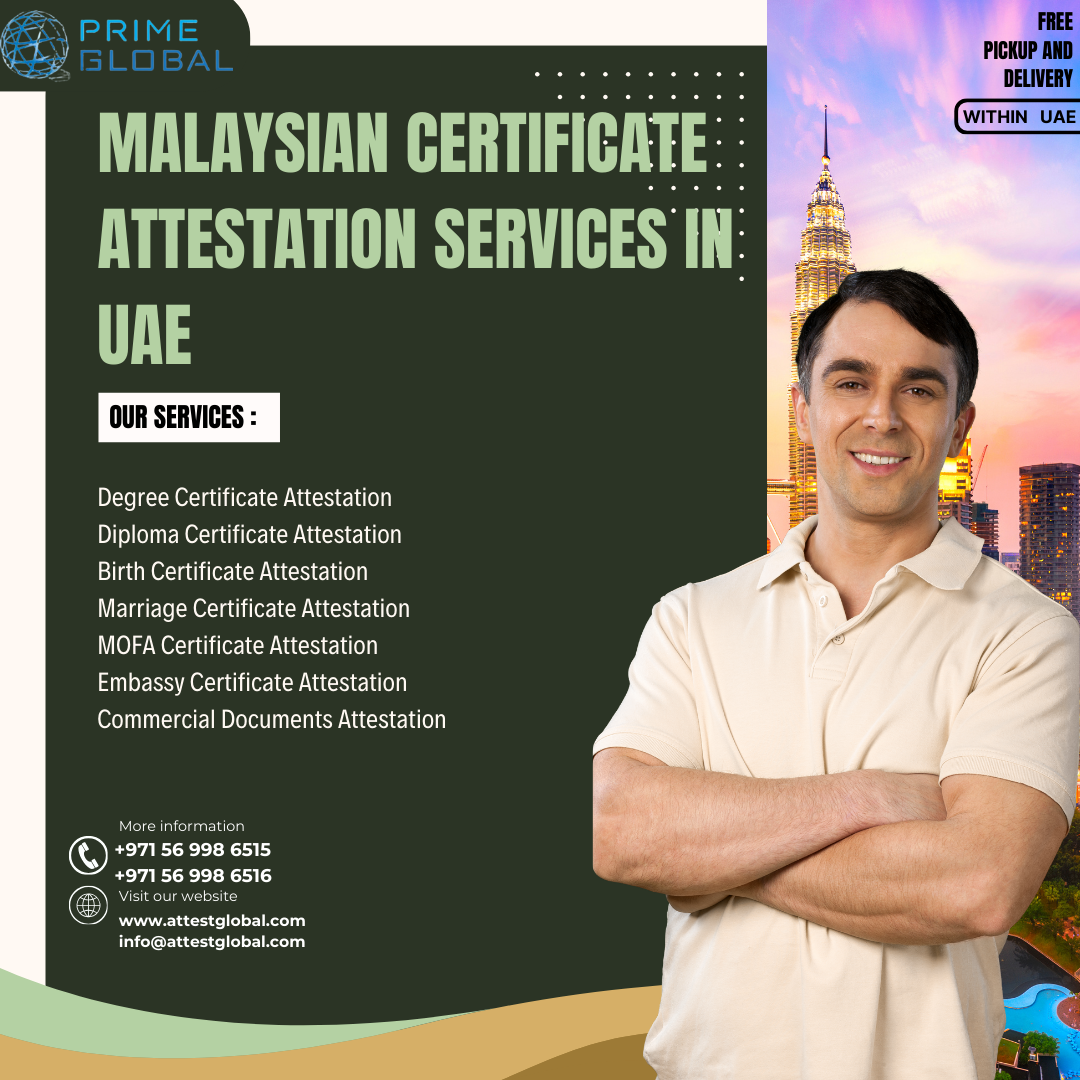 PRIME
GLOBAL
FREE
PICKUP AND
DELIVERY
WITHIN UAE
MALAYSIAN CERTIFICATE
ATTESTATION SERVICES IN
UAE
OUR SERVICES :
Degree Certificate Attestation
Diploma Certificate Attestation
Birth Certificate Attestation
Marriage Certificate Attestation
MOFA Certificate Attestation
Embassy Certificate Attestation
Commercial Documents Attestation
More information
+971 56 998 6515
+971 56 998 6516
Visit our website
www.attestglobal.com
info@attestglobal.com